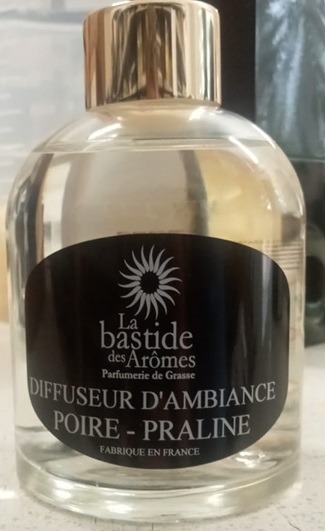 La
bastide
des Arômes
Parfumerie de Grasse
DIFFUSEUR D'AMBIANCE
POIRE - PRALINE
FABRIQUE EN FRANCE